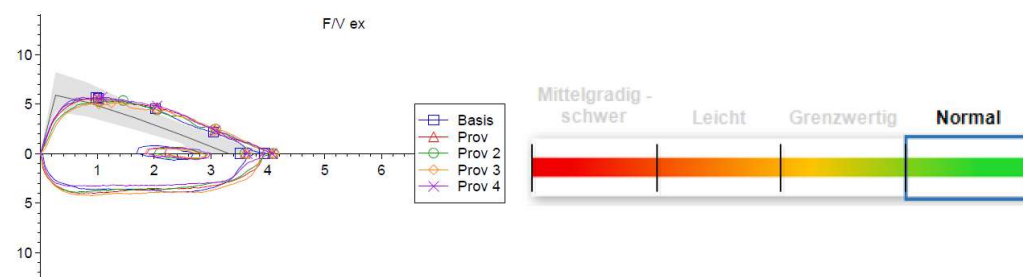 F/V ex
10
5
0
5
10
1 2 3 4 5 6
Basis
Prov
Prov 2
Prov 3
Prov 4
Mittelgradig -
schwer
Leicht
Grenzwertig
Normal